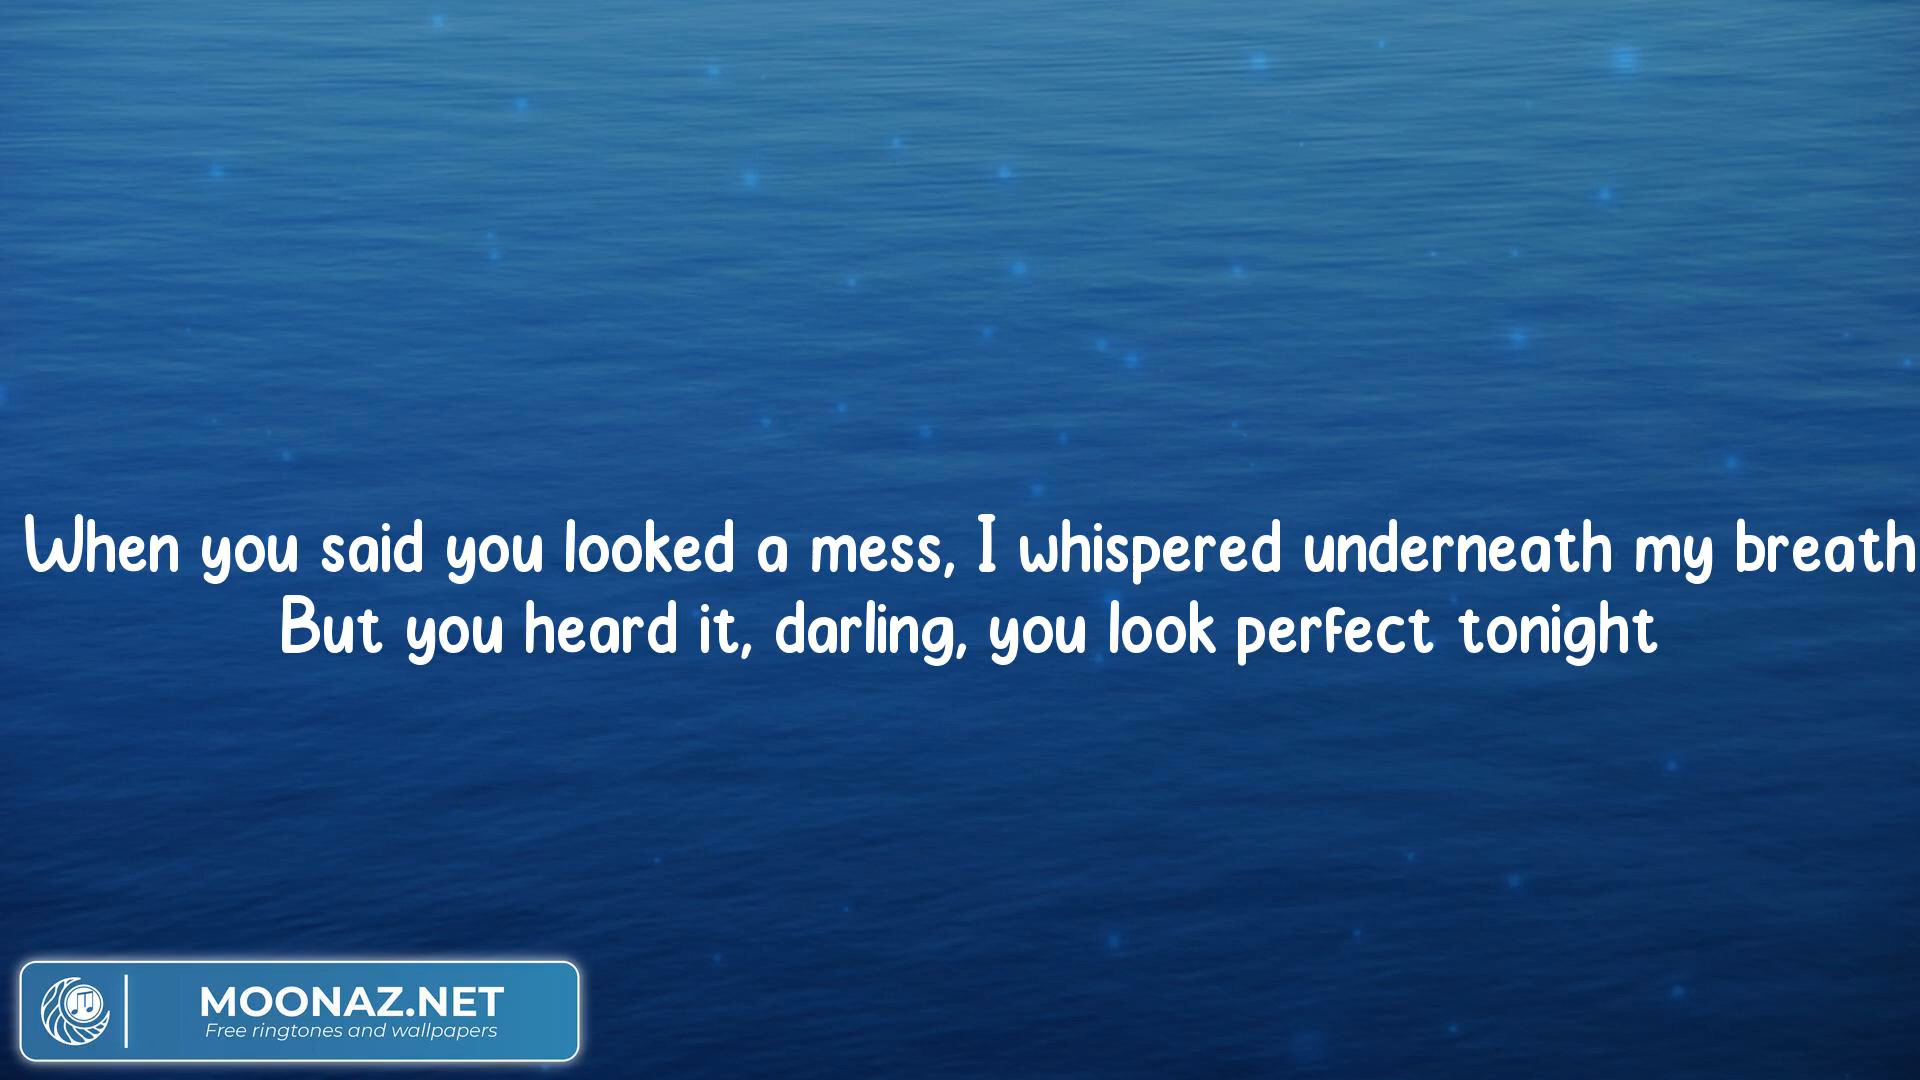 When you said you looked a mess, I whispered underneath my breath
But you heard it, darling, you look perfect tonight
MOONAZ.NET
Free ringtones and wallpapers